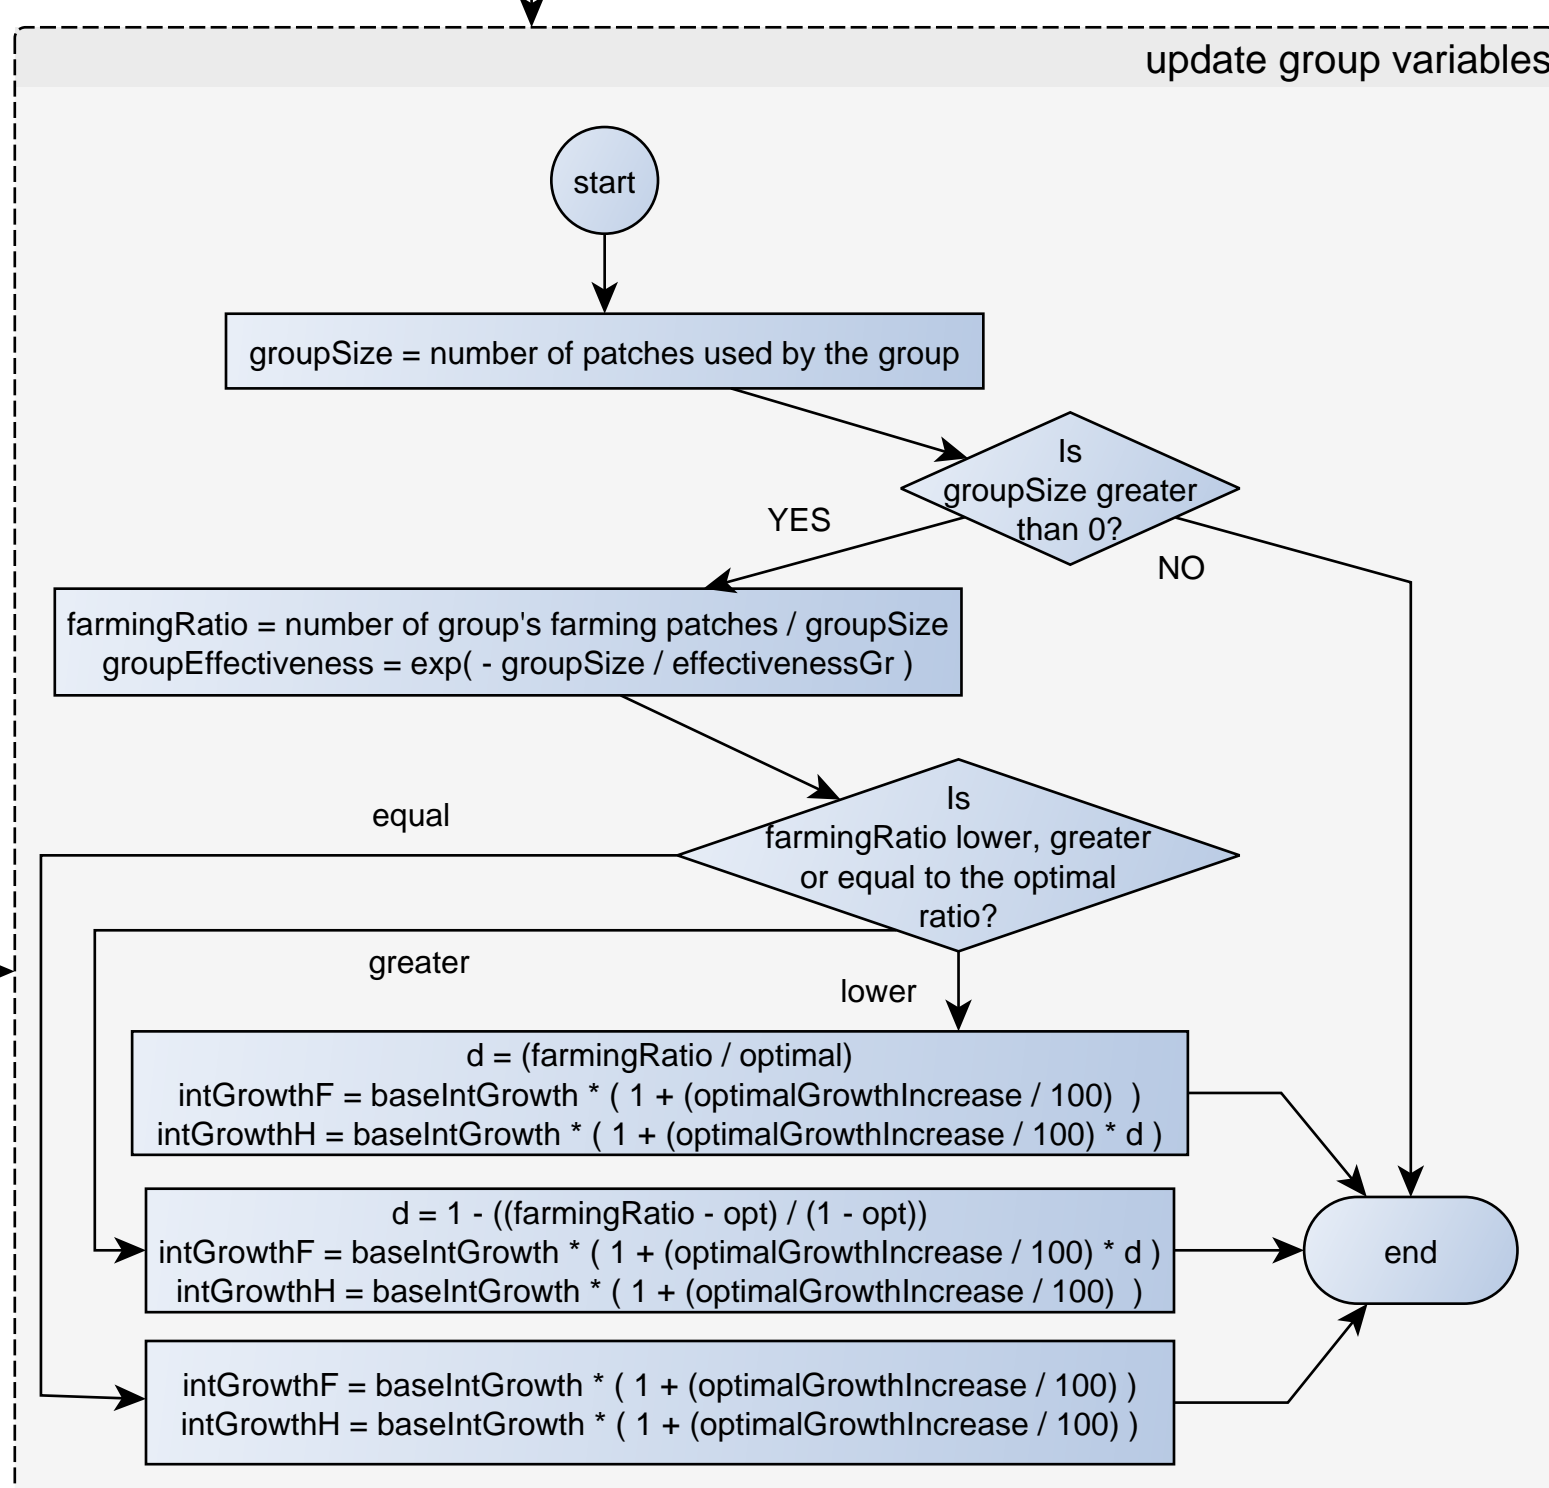 update group variables
start
groupSize = number of patches used by the group
Is
groupSize greater
than 0?
YES
NO
farmingRatio = number of group's farming patches / groupSize
groupEffectiveness = exp( - groupSize / effectivenessGr )
Is
farmingRatio lower, greater
or equal to the optimal
ratio?
equal
greater
lower
d = (farmingRatio / optimal)
intGrowthF = baseIntGrowth * ( 1 + (optimalGrowthIncrease / 100)  )
intGrowthH = baseIntGrowth * ( 1 + (optimalGrowthIncrease / 100) * d )
d = 1 - ((farmingRatio - opt) / (1 - opt))
intGrowthF = baseIntGrowth * ( 1 + (optimalGrowthIncrease / 100) * d )
intGrowthH = baseIntGrowth * ( 1 + (optimalGrowthIncrease / 100)  )
end
intGrowthF = baseIntGrowth * ( 1 + (optimalGrowthIncrease / 100) )
intGrowthH = baseIntGrowth * ( 1 + (optimalGrowthIncrease / 100) )